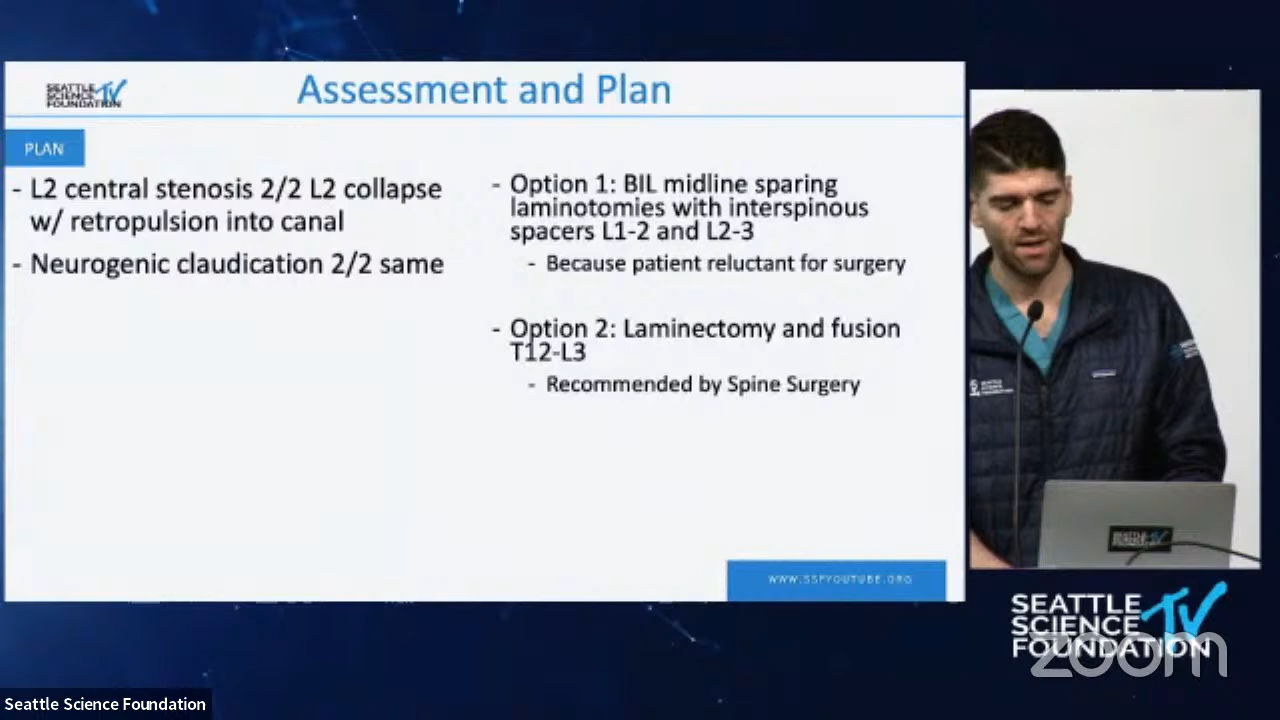 SEATTLE
SCIENCE TV
FOUNDATION
Assessment and Plan
PLAN
- L2 central stenosis 2/2 L2 collapse
w/ retropulsion into canal
- Neurogenic claudication 2/2 same
- Option 1: BIL midline sparing
laminotomies with interspinous
spacers L1-2 and L2-3
- Because patient reluctant for surgery
- Option 2: Laminectomy and fusion
T12-L3
- Recommended by Spine Surgery
WWW.SSFYOUTUBE.ORG
SEATTLE
SCIENCE TV
FOUNDATION
zoom
Seattle Science Foundation